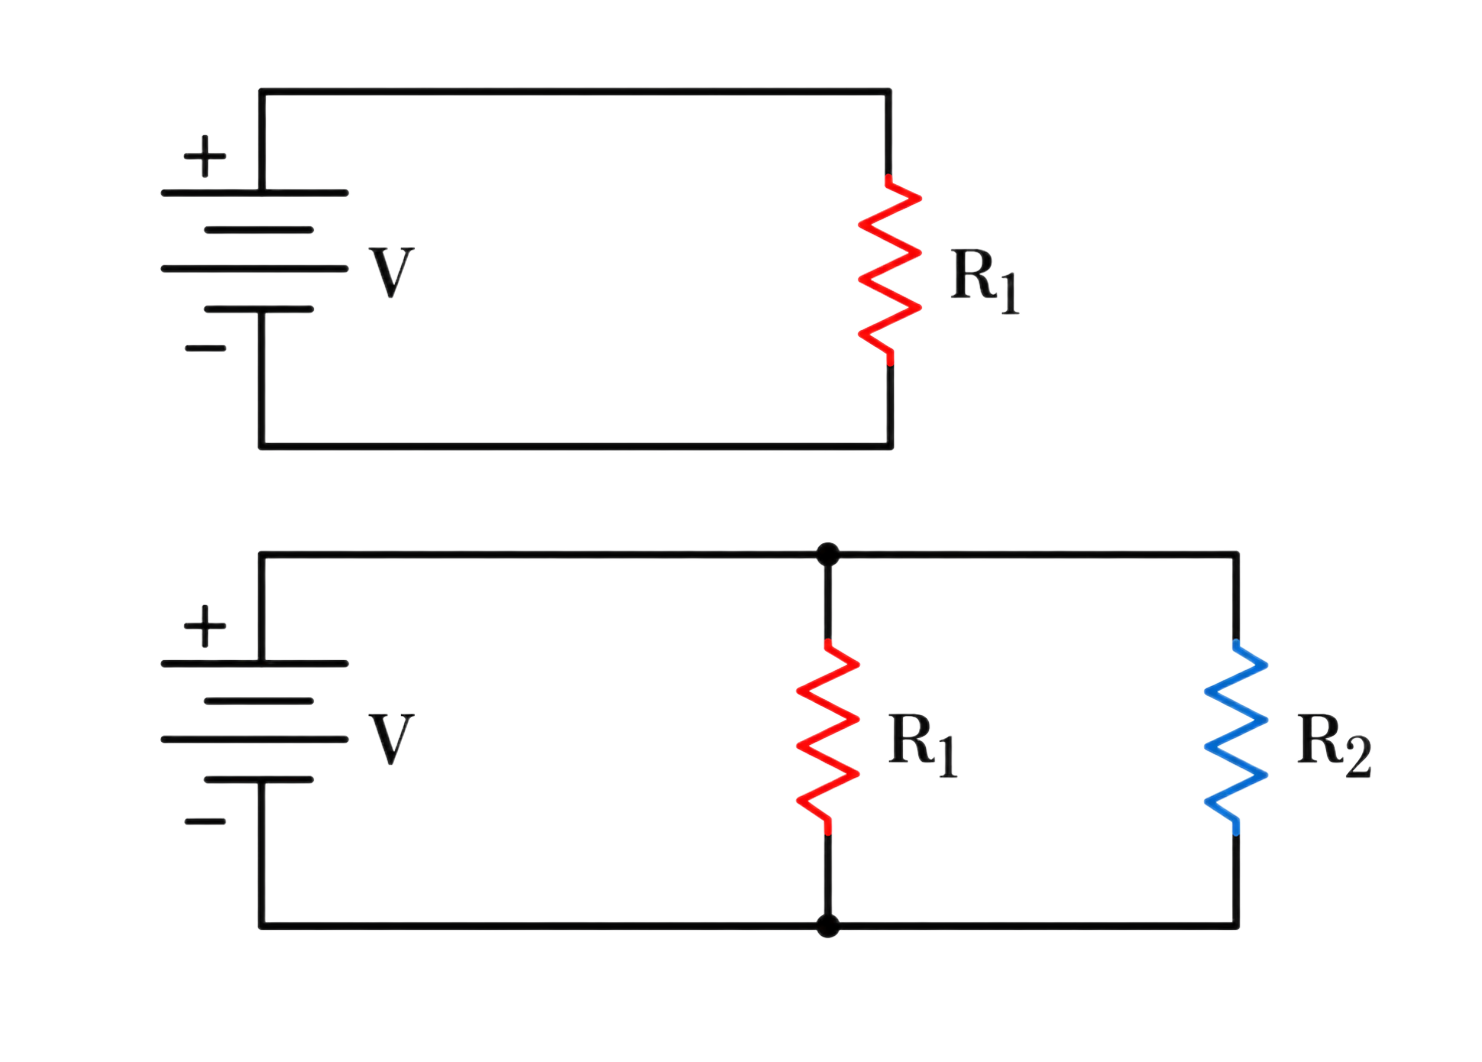 +
V
R₁
−
+
V
R₁
R₂
−